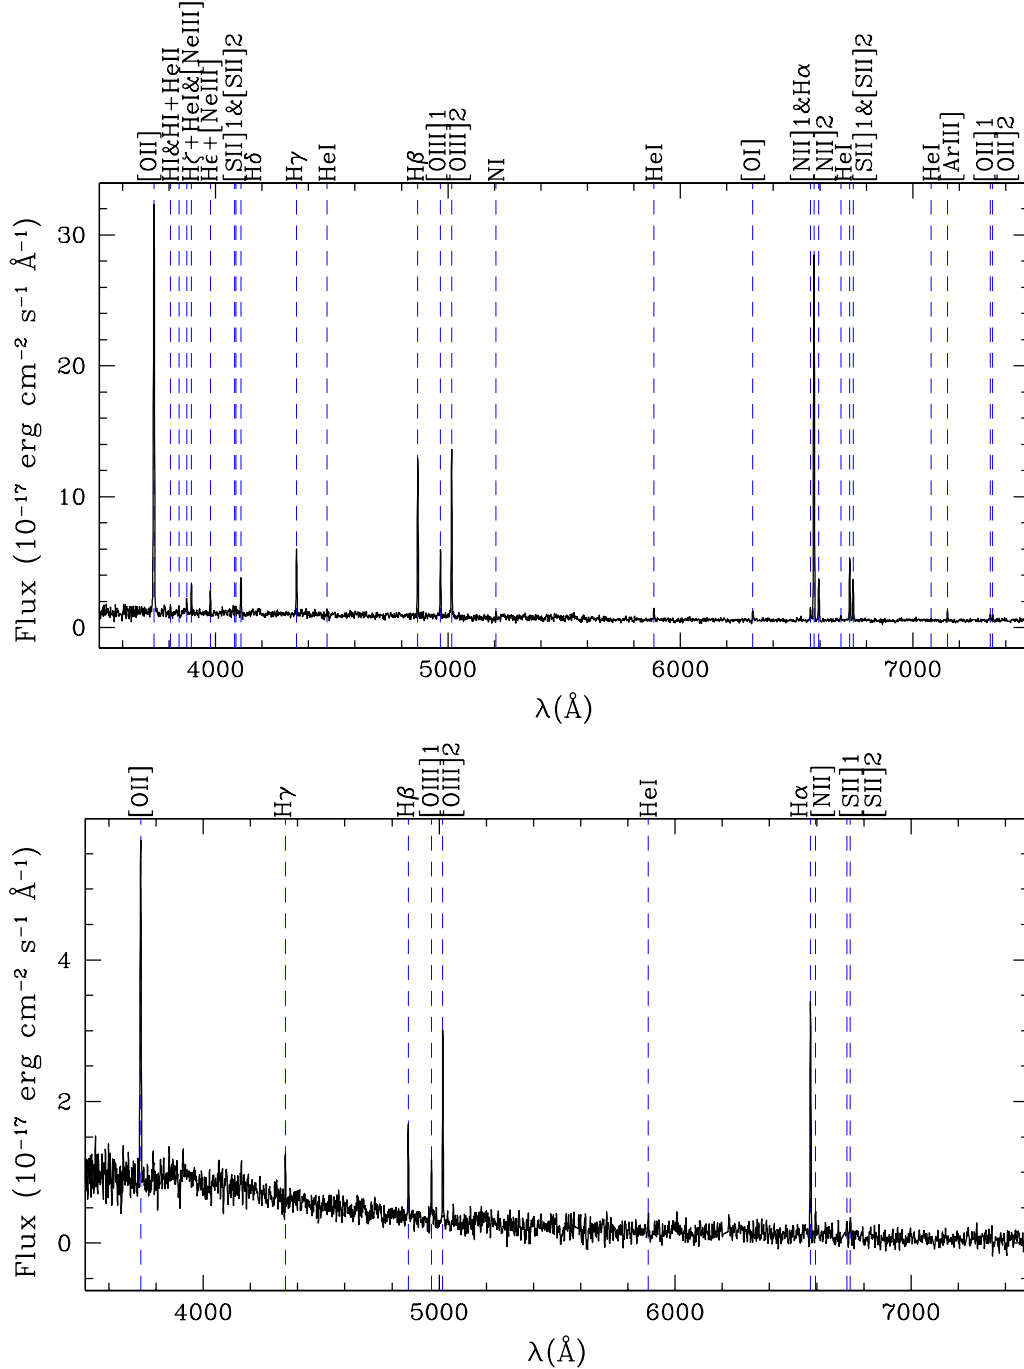 [OII]
HI&HI+HeII
Hζ+HeI&[NeIII]
Hϵ+[NeIII]
[SII]1&[SII]2
Hδ
Hγ
HeI
Hβ
[OIII]1
[OIII]2
NI
HeI
[OI]
[NII]1&Hα
[NII]2
HeI
[SII]1&[SII]2
HeI
[ArIII]
[OII]1
[OII]2
30
20
10
0
Flux (10⁻¹⁷ erg cm⁻² s⁻¹ Å⁻¹)
4000 5000 6000 7000
λ(Å)
[OII]
Hγ
Hβ
[OIII]1
[OIII]2
HeI
Hα
[NII]
[SII]1
[SII]2
4
2
0
Flux (10⁻¹⁷ erg cm⁻² s⁻¹ Å⁻¹)
4000 5000 6000 7000
λ(Å)